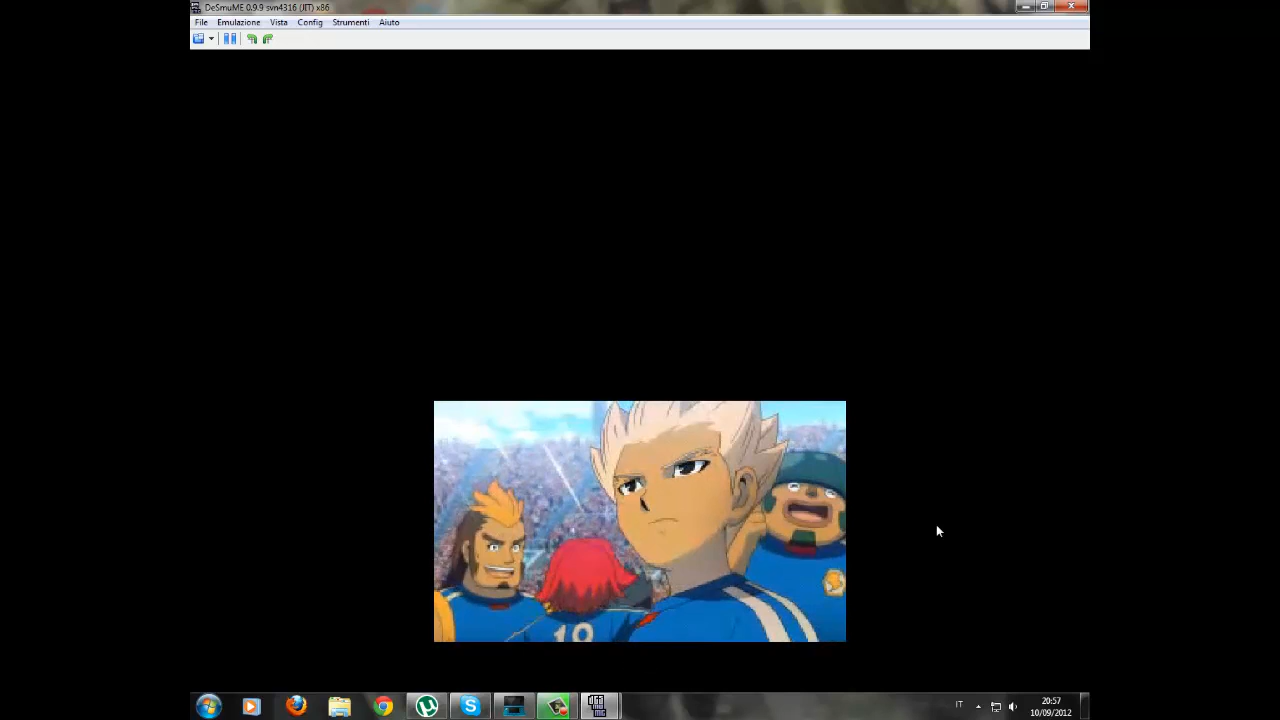 DeSmuME 0.9.9 svn4316 (JIT) x86
File Emulazione Vista Config Strumenti Aiuto
18
IT
20:57
10/09/2012